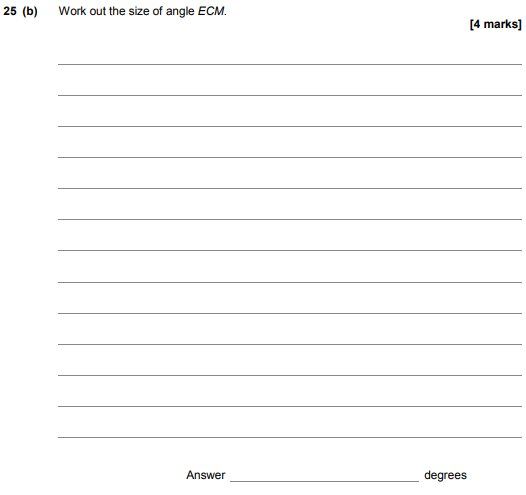 25 (b) Work out the size of angle ECM.
[4 marks]
Answer degrees